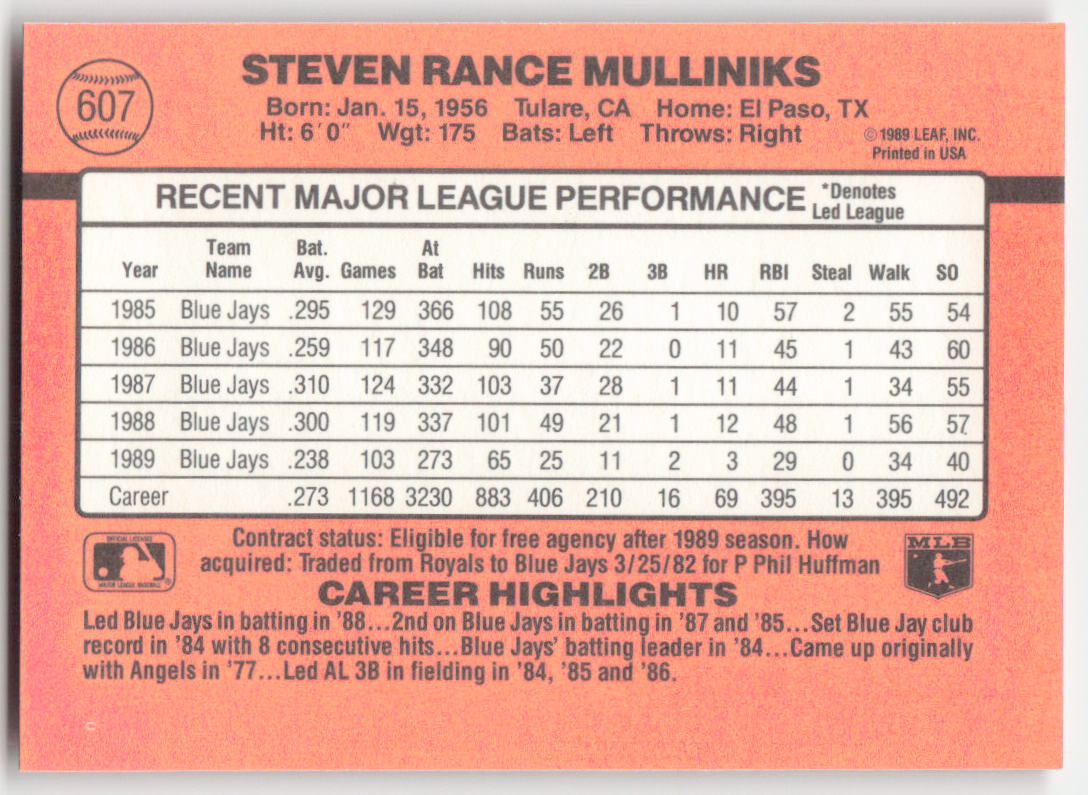 607
STEVEN RANCE MULLINIKS
Born: Jan. 15, 1956 Tulare, CA Home: El Paso, TX
Ht: 6′0″ Wgt: 175 Bats: Left Throws: Right
©1989 LEAF, INC.
Printed in USA
RECENT MAJOR LEAGUE PERFORMANCE *Denotes
Led League
Year Team Name Bat. Avg. Games At Bat Hits Runs 2B 3B HR RBI Steal Walk SO
1985 Blue Jays .295 129 366 108 55 26 1 10 57 2 55 54
1986 Blue Jays .259 117 348 90 50 22 0 11 45 1 43 60
1987 Blue Jays .310 124 332 103 37 28 1 11 44 1 34 55
1988 Blue Jays .300 119 337 101 49 21 1 12 48 1 56 57
1989 Blue Jays .238 103 273 65 25 11 2 3 29 0 34 40
Career .273 1168 3230 883 406 210 16 69 395 13 395 492
OFFICIAL LICENSEE
MAJOR LEAGUE BASEBALL
Contract status: Eligible for free agency after 1989 season. How
acquired: Traded from Royals to Blue Jays 3/25/82 for P Phil Huffman
MLB
CAREER HIGHLIGHTS
Led Blue Jays in batting in '88...2nd on Blue Jays in batting in '87 and '85...Set Blue Jay club
record in '84 with 8 consecutive hits...Blue Jays' batting leader in '84...Came up originally
with Angels in '77...Led AL 3B in fielding in '84, '85 and '86.